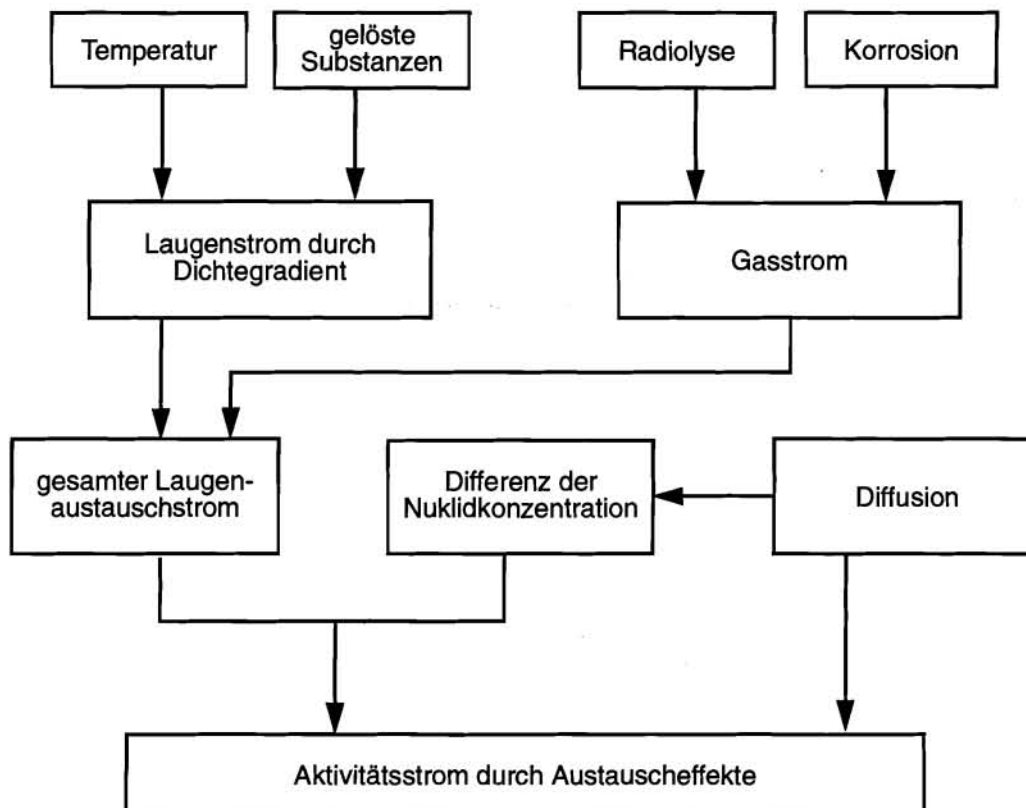 Temperatur
gelöste
Substanzen
Radiolyse
Korrosion
Laugenstrom durch
Dichtegradient
Gasstrom
gesamter Laugen-
austauschstrom
Differenz der
Nuklidkonzentration
Diffusion
Aktivitätsstrom durch Austauscheffekte